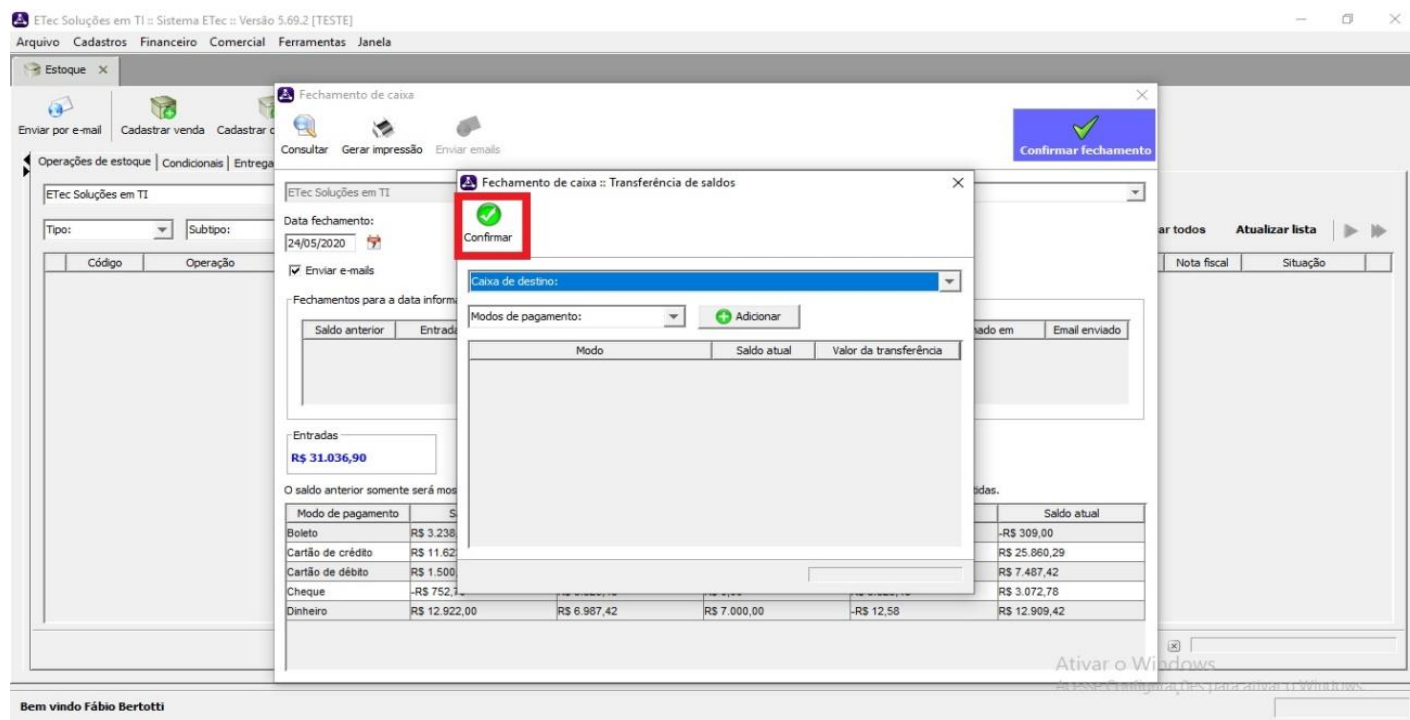 ETec Soluções em TI :: Sistema ETec :: Versão 5.69.2 [TESTE]
Arquivo Cadastros Financeiro Comercial Ferramentas Janela
Estoque
Enviar por e-mail Cadastrar venda Cadastrar
Operações de estoque Condicionais Entrega
ETec Soluções em TI
Tipo: Subtipo:
Código Operação
Fechamento de caixa
Consultar Gerar impressão Enviar emails Confirmar fechamento
ETec Soluções em TI
Data fechamento:
24/05/2020
Enviar e-mails
Fechamentos para a data inform
Saldo anterior Entrad
ado em Email enviado
Entradas
R$ 31.036,90
O saldo anterior somente será mos
idas.
Modo de pagamento S Saldo atual
Boleto R$ 3.238 -R$ 309,00
Cartão de crédito R$ 11.62 R$ 25.860,29
Cartão de débito R$ 1.500 R$ 7.487,42
Cheque -R$ 752, R$ 3.072,78
Dinheiro R$ 12.922,00 R$ 6.987,42 R$ 7.000,00 -R$ 12,58 R$ 12.909,42
Fechamento de caixa :: Transferência de saldos
Confirmar
Caixa de destino:
Modos de pagamento: Adicionar
Modo Saldo atual Valor da transferência
ar todos Atualizar lista
Nota fiscal Situação
Ativar o Windows
Acesse Configurações para ativar o Windows.
Bem vindo Fábio Bertotti